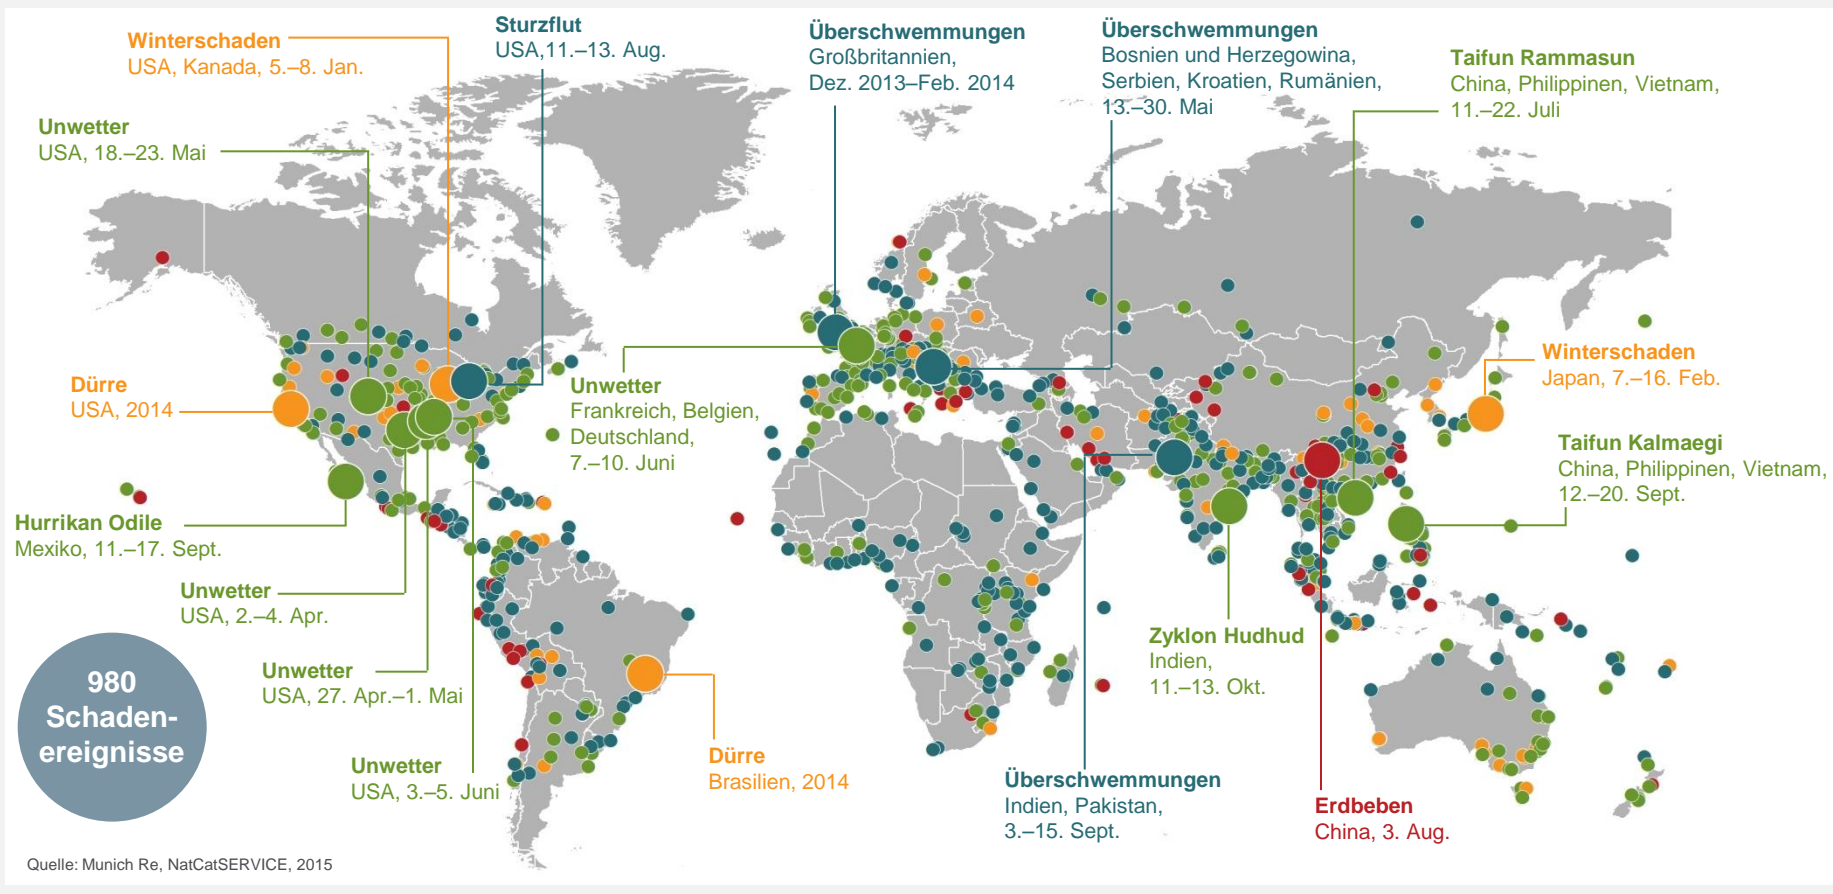 Winterschaden
USA, Kanada, 5.–8. Jan.
Sturzflut
USA,11.–13. Aug.
Überschwemmungen
Großbritannien,
Dez. 2013–Feb. 2014
Überschwemmungen
Bosnien und Herzegowina,
Serbien, Kroatien, Rumänien,
13.–30. Mai
Taifun Rammasun
China, Philippinen, Vietnam,
11.–22. Juli
Unwetter
USA, 18.–23. Mai
Dürre
USA, 2014
Unwetter
Frankreich, Belgien,
Deutschland,
7.–10. Juni
Winterschaden
Japan, 7.–16. Feb.
Taifun Kalmaegi
China, Philippinen, Vietnam,
12.–20. Sept.
Hurrikan Odile
Mexiko, 11.–17. Sept.
Unwetter
USA, 2.–4. Apr.
Unwetter
USA, 27. Apr.–1. Mai
Unwetter
USA, 3.–5. Juni
Dürre
Brasilien, 2014
Zyklon Hudhud
Indien,
11.–13. Okt.
Überschwemmungen
Indien, Pakistan,
3.–15. Sept.
Erdbeben
China, 3. Aug.
980
Schaden-
ereignisse
Quelle: Munich Re, NatCatSERVICE, 2015